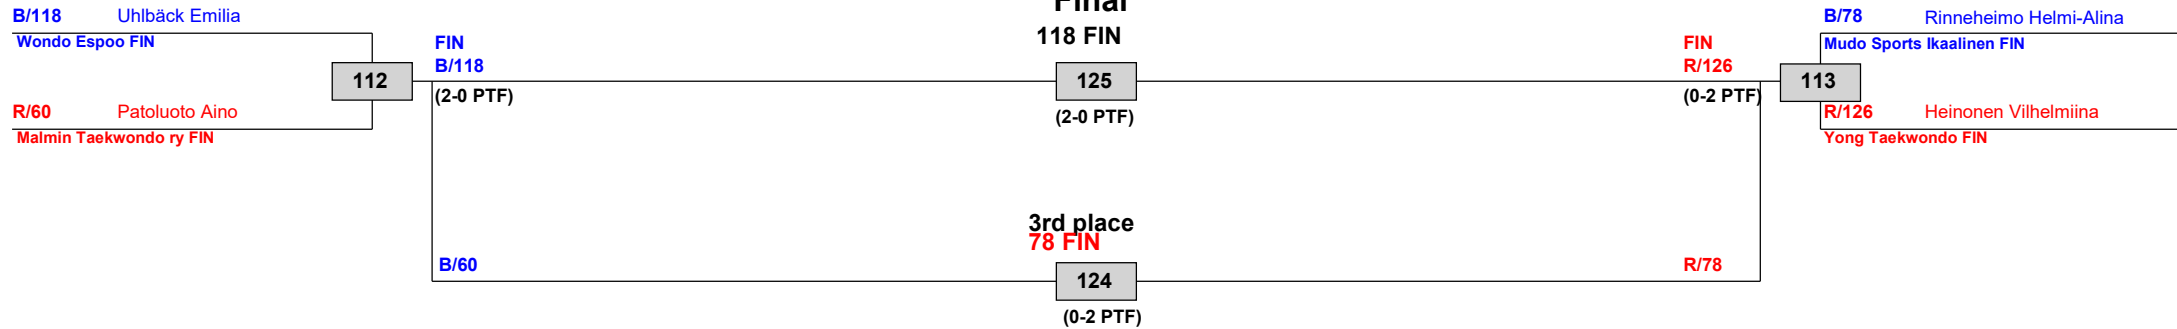 Final
118 FIN
B/118 Uhlbäck Emilia
Wondo Espoo FIN
112
R/60 Patoluoto Aino
Malmin Taekwondo ry FIN
FIN
B/118
(2-0 PTF)
125
(2-0 PTF)
FIN
R/126
(0-2 PTF)
B/78 Rinneheimo Helmi-Alina
Mudo Sports Ikaalinen FIN
113
R/126 Heinonen Vilhelmiina
Yong Taekwondo FIN
3rd place
78 FIN
B/60
124
R/78
(0-2 PTF)